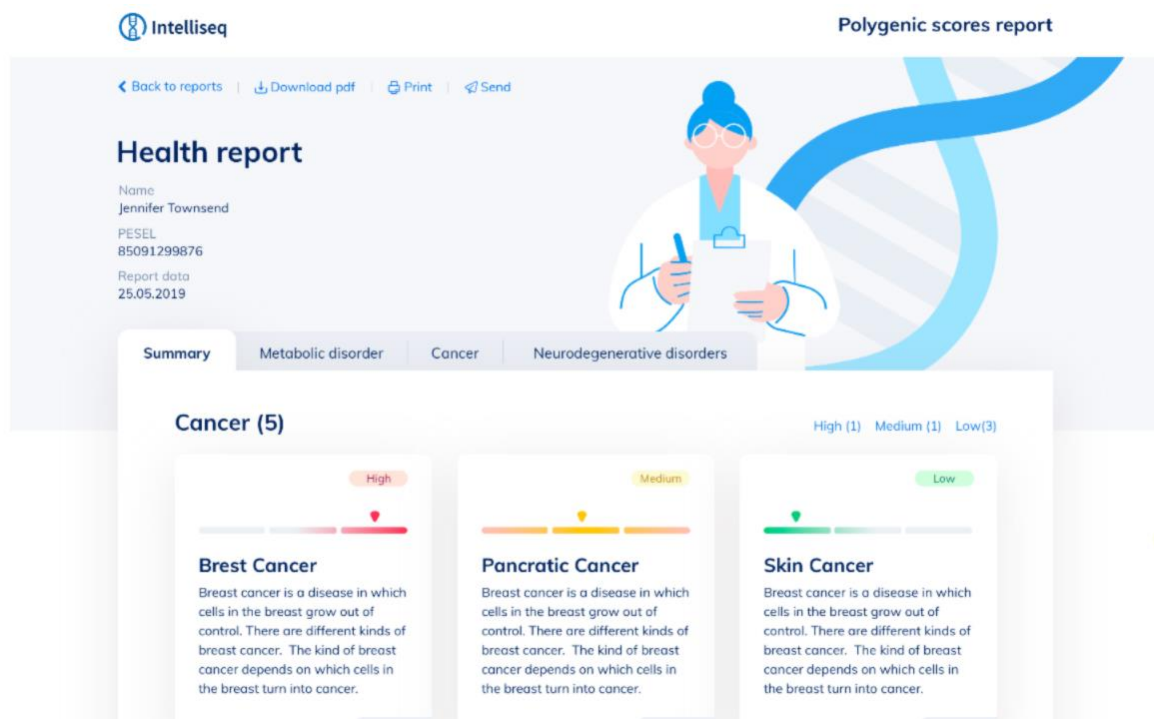 Intelliseq
Polygenic scores report
Back to reports | Download pdf | Print | Send
Health report
Name
Jennifer Townsend
PESEL
85091299876
Report data
25.05.2019
Summary
Metabolic disorder
Cancer
Neurodegenerative disorders
Cancer (5)
High (1) Medium (1) Low(3)
High
Brest Cancer
Breast cancer is a disease in which
cells in the breast grow out of
control. There are different kinds of
breast cancer. The kind of breast
cancer depends on which cells in
the breast turn into cancer.
Medium
Pancratic Cancer
Breast cancer is a disease in which
cells in the breast grow out of
control. There are different kinds of
breast cancer. The kind of breast
cancer depends on which cells in
the breast turn into cancer.
Low
Skin Cancer
Breast cancer is a disease in which
cells in the breast grow out of
control. There are different kinds of
breast cancer. The kind of breast
cancer depends on which cells in
the breast turn into cancer.